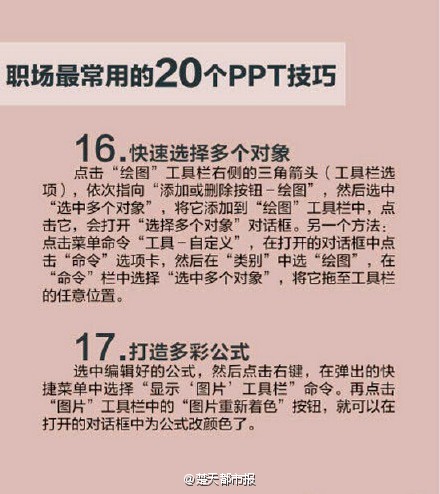 职场最常用的20个PPT技巧
16.快速选择多个对象
点击“绘图”工具栏右侧的三角箭头（工具栏选
项），依次指向“添加或删除按钮－绘图”，然后选中
“选中多个对象”，将它添加到“绘图”工具栏中，点
击它，会打开“选择多个对象”对话框。另一个方法：
点击菜单命令“工具－自定义”，在打开的对话框中点
击“命令”选项卡，然后在“类别”中选“绘图”，在
“命令”栏中选择“选中多个对象”，将它拖至工具栏
的任意位置。
17.打造多彩公式
选中编辑好的公式，然后点击右键，在弹出的快
捷菜单中选择“显示‘图片’工具栏”命令。再点击
“图片”工具栏中的“图片重新着色”按钮，就可以在
打开的对话框中为公式改颜色了。
@楚天都市报